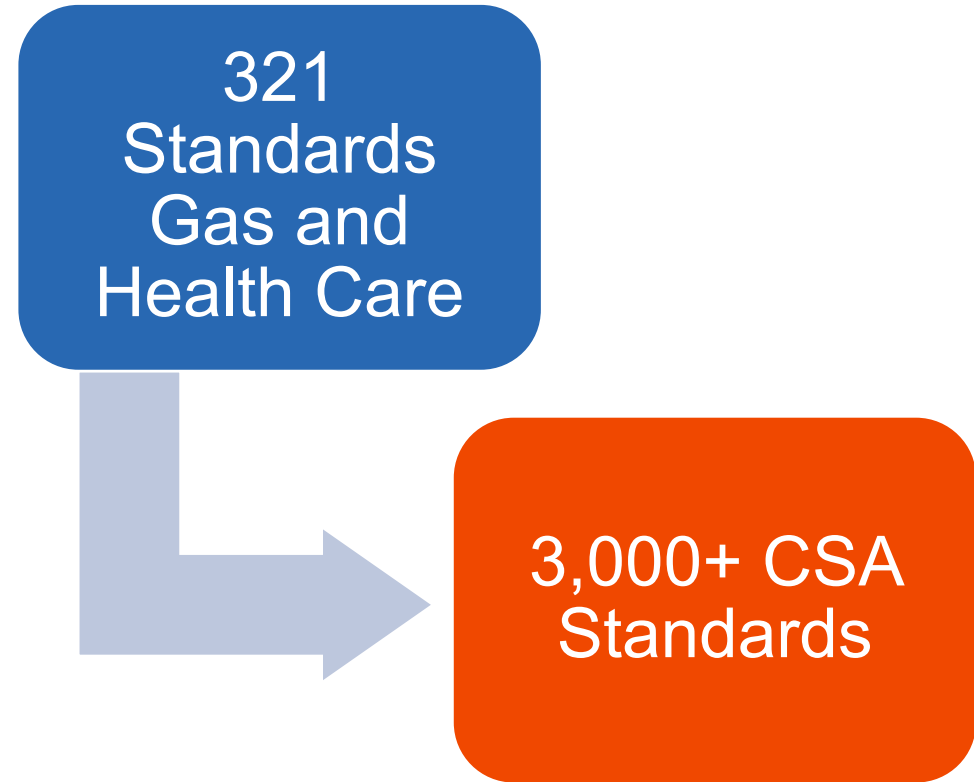 321
Standards
Gas and
Health Care
3,000+ CSA
Standards